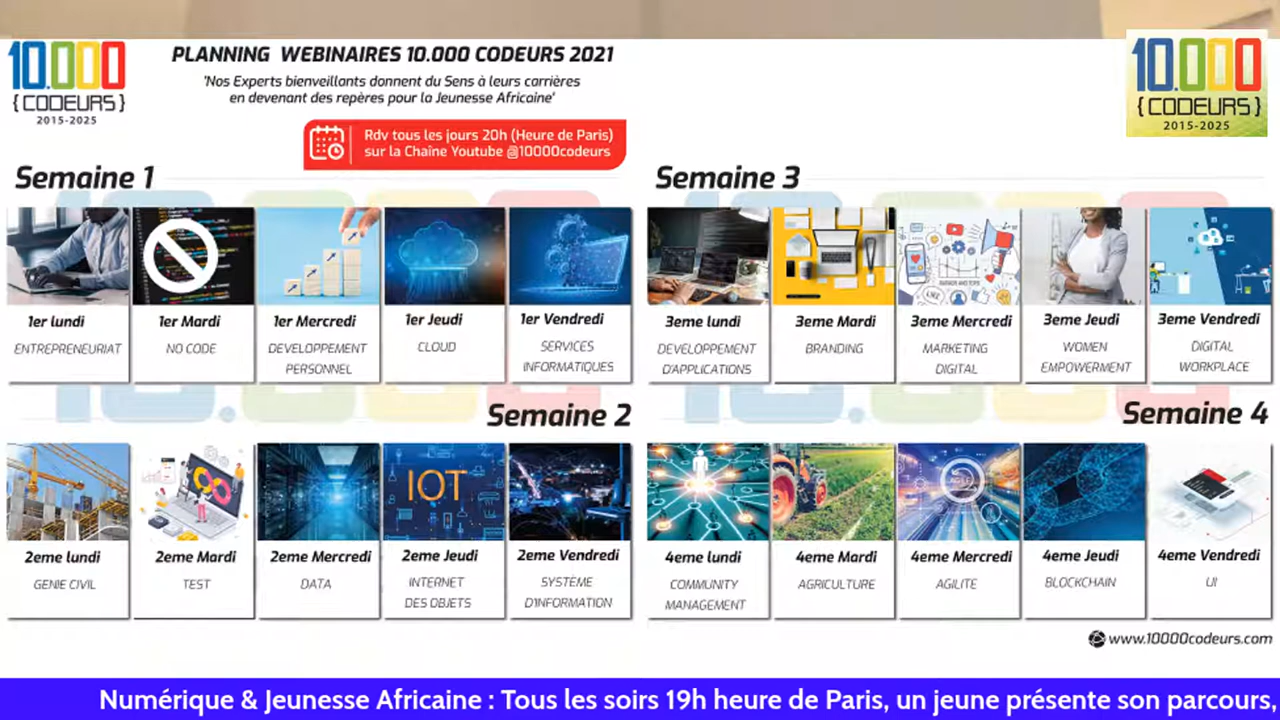 10.000
{CODEURS}
2015-2025
PLANNING WEBINAIRES 10.000 CODEURS 2021
'Nos Experts bienveillants donnent du Sens à leurs carrières
en devenant des repères pour la Jeunesse Africaine'
Rdv tous les jours 20h (Heure de Paris)
sur la Chaîne Youtube @10000codeurs
10.000
{CODEURS}
2015-2025
Semaine 1
1er lundi
ENTREPRENEURIAT
1er Mardi
NO CODE
1er Mercredi
DEVELOPPEMENT
PERSONNEL
1er Jeudi
CLOUD
1er Vendredi
SERVICES
INFORMATIQUES
Semaine 2
2eme lundi
GENIE CIVIL
2eme Mardi
TEST
2eme Mercredi
DATA
IOT
2eme Jeudi
INTERNET
DES OBJETS
2eme Vendredi
SYSTÈME
D'INFORMATION
Semaine 3
3eme lundi
DEVELOPPEMENT
D'APPLICATIONS
3eme Mardi
BRANDING
3eme Mercredi
MARKETING
DIGITAL
3eme Jeudi
WOMEN
EMPOWERMENT
3eme Vendredi
DIGITAL
WORKPLACE
Semaine 4
4eme lundi
COMMUNITY
MANAGEMENT
4eme Mardi
AGRICULTURE
AGILE
4eme Mercredi
AGILITE
4eme Jeudi
BLOCKCHAIN
4eme Vendredi
UI
www.10000codeurs.com
Numérique & Jeunesse Africaine : Tous les soirs 19h heure de Paris, un jeune présente son parcours,